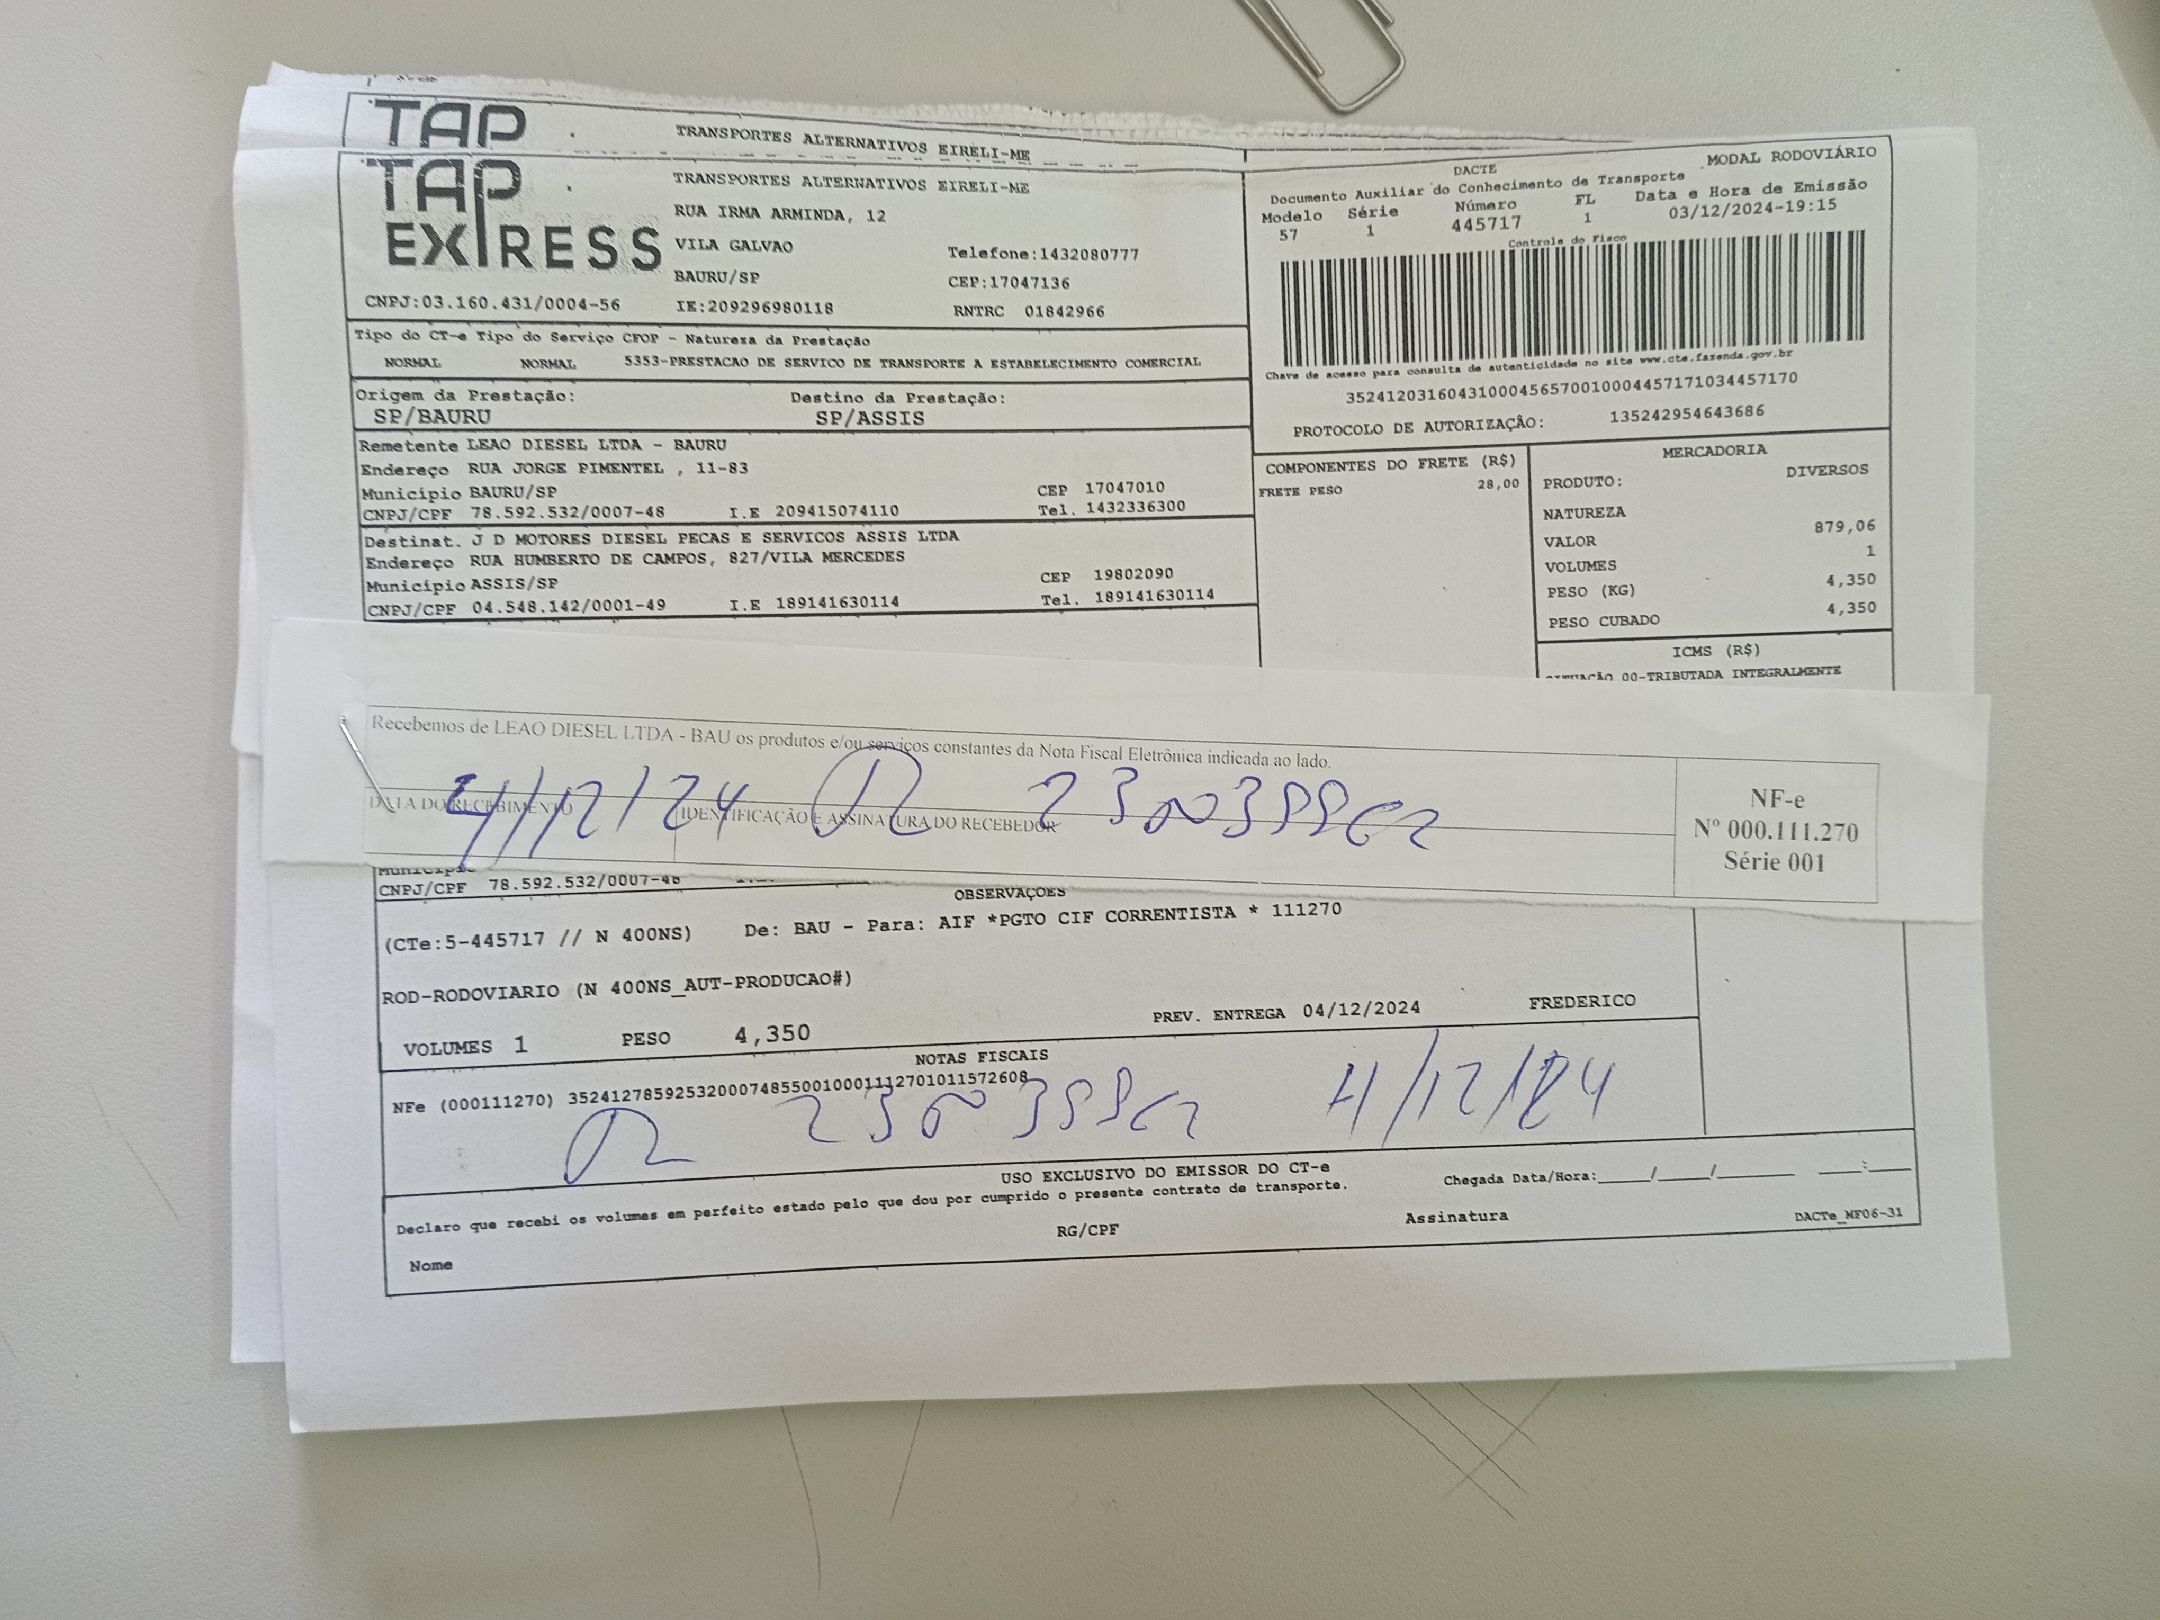 TAP
TRANSPORTES ALTERNATIVOS EIRELI-ME
TAP EXPRESS
TRANSPORTES ALTERNATIVOS EIRELI-ME
RUA IRMA ARMINDA, 12
VILA GALVAO Telefone:1432080777
BAURU/SP CEP:17047136
CNPJ:03.160.431/0004-56 IE:209296980118 RNTRC 01842966
DACTE MODAL RODOVIÁRIO
Documento Auxiliar do Conhecimento de Transporte
Modelo Série Número FL Data e Hora de Emissão
57 1 445717 1 03/12/2024-19:15
Controle do Fisco
Chave de acesso para consulta de autenticidade no site www.cte.fazenda.gov.br
35241203160431000456570010004457171034457170
PROTOCOLO DE AUTORIZAÇÃO: 135242954643686
Tipo do CT-e Tipo do Serviço CFOP - Natureza da Prestação
NORMAL NORMAL 5353-PRESTACAO DE SERVICO DE TRANSPORTE A ESTABELECIMENTO COMERCIAL
Origem da Prestação: Destino da Prestação:
SP/BAURU SP/ASSIS
Remetente LEAO DIESEL LTDA - BAURU
Endereço RUA JORGE PIMENTEL , 11-83
Município BAURU/SP CEP 17047010
CNPJ/CPF 78.592.532/0007-48 I.E 209415074110 Tel. 1432336300
Destinat. J D MOTORES DIESEL PECAS E SERVICOS ASSIS LTDA
Endereço RUA HUMBERTO DE CAMPOS, 827/VILA MERCEDES
Município ASSIS/SP CEP 19802090
CNPJ/CPF 04.548.142/0001-49 I.E 189141630114 Tel. 189141630114
COMPONENTES DO FRETE (R$)
FRETE PESO 28,00
MERCADORIA
PRODUTO: DIVERSOS
NATUREZA
VALOR 879,06
VOLUMES 1
PESO (KG) 4,350
PESO CUBADO 4,350
ICMS (R$)
SITUAÇÃO 00-TRIBUTADA INTEGRALMENTE
Recebemos de LEAO DIESEL LTDA - BAU os produtos e/ou serviços constantes da Nota Fiscal Eletrônica indicada ao lado.
DATA DO RECEBIMENTO IDENTIFICAÇÃO E ASSINATURA DO RECEBEDOR
4/12/24
NF-e
Nº 000.111.270
Série 001
Município
CNPJ/CPF 78.592.532/0007-48
OBSERVAÇÕES
(CTe:5-445717 // N 400NS) De: BAU - Para: AIF *PGTO CIF CORRENTISTA * 111270
ROD-RODOVIARIO (N 400NS_AUT-PRODUCAO#)
PREV. ENTREGA 04/12/2024 FREDERICO
VOLUMES 1 PESO 4,350
NOTAS FISCAIS
NFe (000111270) 35241278592532000748550010001112701011572608
4/12/24
USO EXCLUSIVO DO EMISSOR DO CT-e
Declaro que recebi os volumes em perfeito estado pelo que dou por cumprido o presente contrato de transporte.
Chegada Data/Hora:_____/_____/________ ____:____
Nome RG/CPF Assinatura DACTe_MF06-31